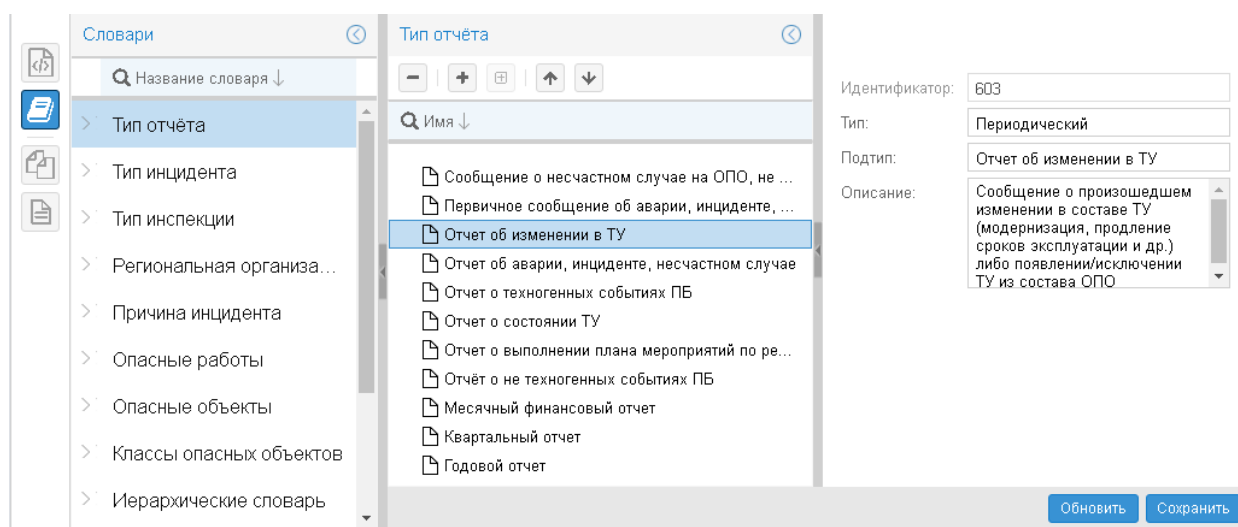 Словари
Название словаря
Тип отчёта
Тип инцидента
Тип инспекции
Региональная организа...
Причина инцидента
Опасные работы
Опасные объекты
Классы опасных объектов
Иерархические словарь
Тип отчёта
Имя
Сообщение о несчастном случае на ОПО, не ...
Первичное сообщение об аварии, инциденте, ...
Отчет об изменении в ТУ
Отчет об аварии, инциденте, несчастном случае
Отчет о техногенных событиях ПБ
Отчет о состоянии ТУ
Отчет о выполнении плана мероприятий по ре...
Отчёт о не техногенных событиях ПБ
Месячный финансовый отчет
Квартальный отчет
Годовой отчет
Идентификатор: 603
Тип: Периодический
Подтип: Отчет об изменении в ТУ
Описание: Сообщение о произошедшем
изменении в составе ТУ
(модернизация, продление
сроков эксплуатации и др.)
либо появлении/исключении
ТУ из состава ОПО
Обновить Сохранить